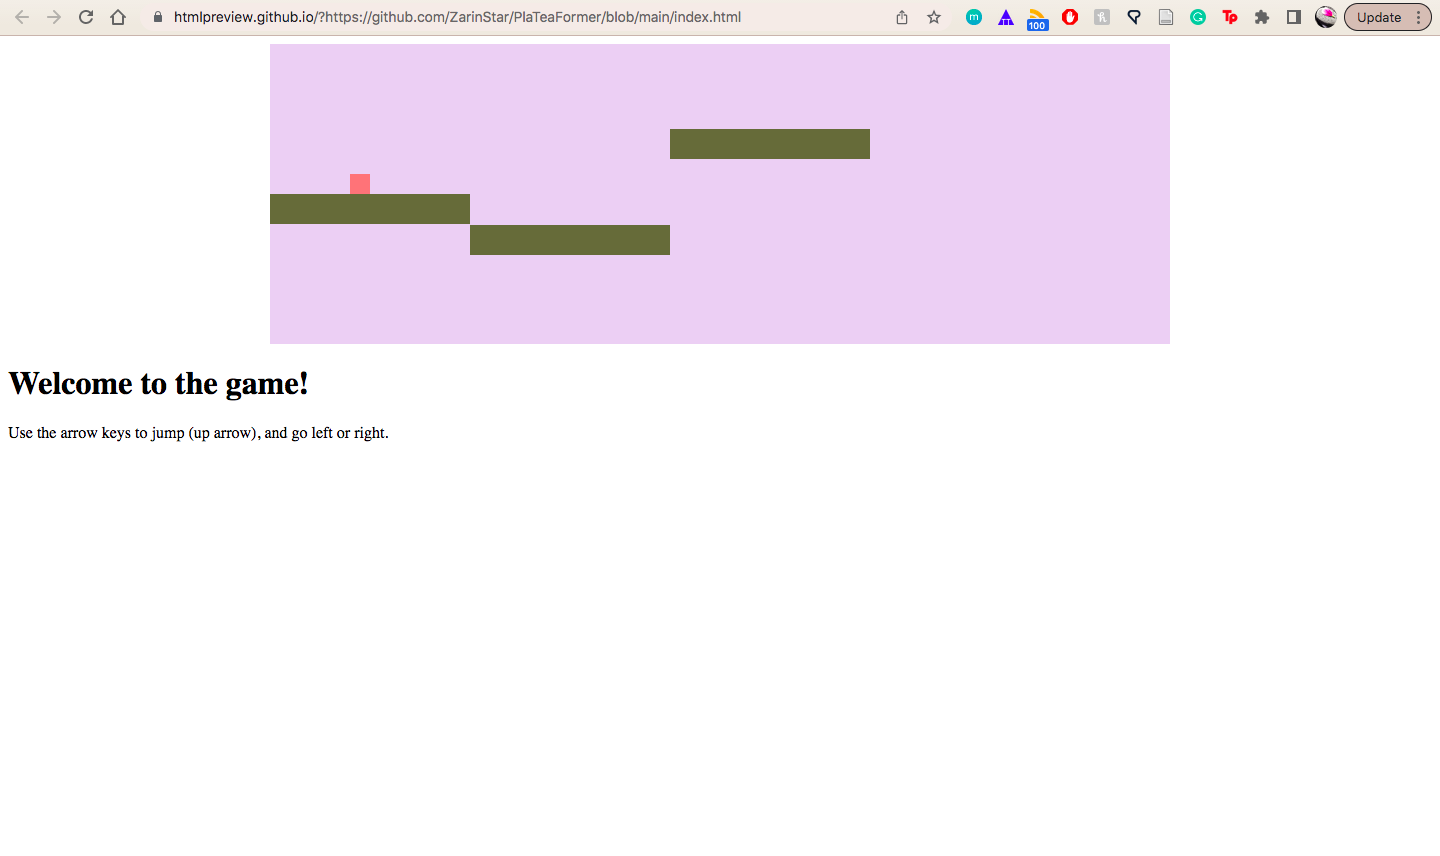 htmlpreview.github.io/?https://github.com/ZarinStar/PlaTeaFormer/blob/main/index.html
m
100
G
Tp
Update
Welcome to the game!
Use the arrow keys to jump (up arrow), and go left or right.